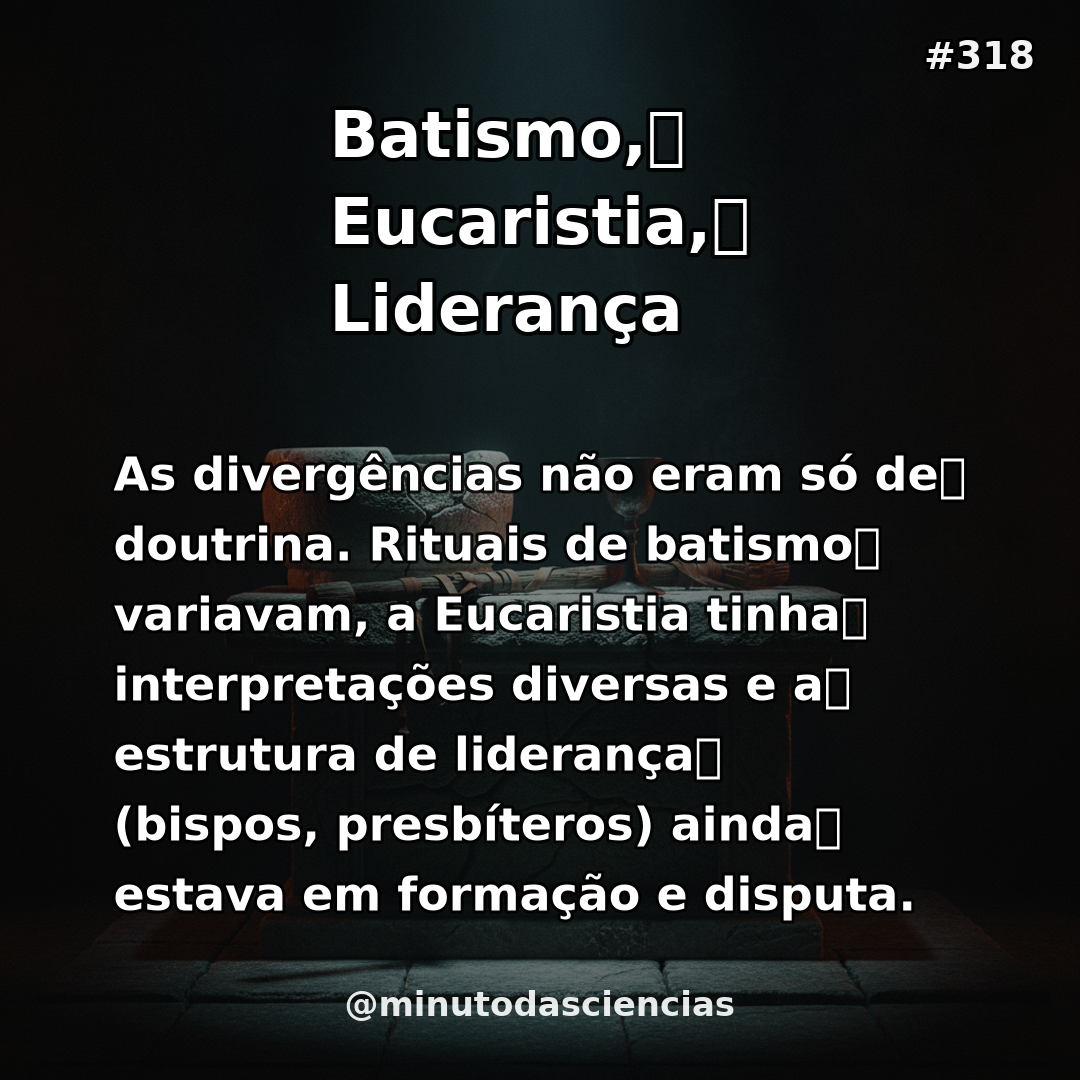 #318
Batismo,
Eucaristia,
Liderança
As divergências não eram só de
doutrina. Rituais de batismo
variavam, a Eucaristia tinha
interpretações diversas e a
estrutura de liderança
(bispos, presbíteros) ainda
estava em formação e disputa.
@minutodasciencias